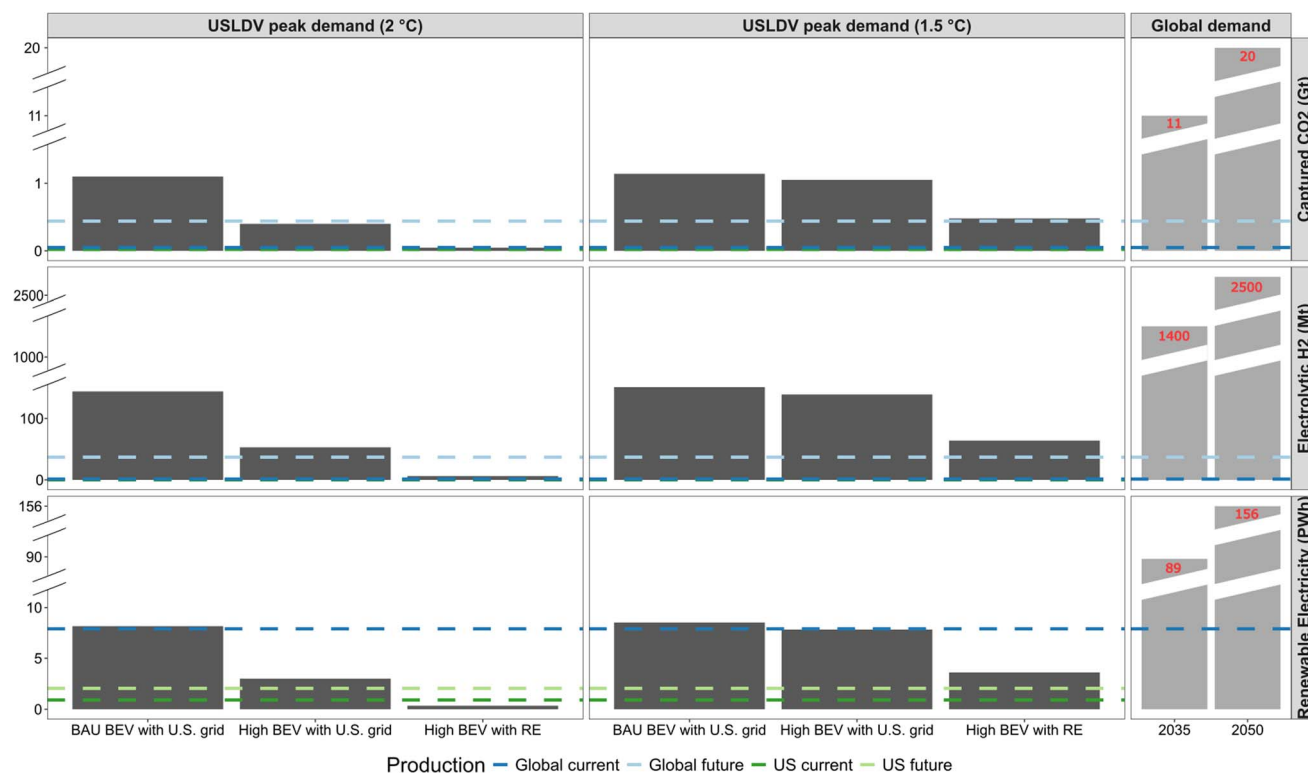 USLDV peak demand (2 °C)
USLDV peak demand (1.5 °C)
Global demand
20
11
1
0
20
11
Captured CO2 (Gt)
2500
1000
100
0
2500
1400
Electrolytic H2 (Mt)
156
90
10
5
0
156
89
Renewable Electricity (PWh)
BAU BEV with U.S. grid High BEV with U.S. grid High BEV with RE
BAU BEV with U.S. grid High BEV with U.S. grid High BEV with RE
2035 2050
Production Global current Global future US current US future